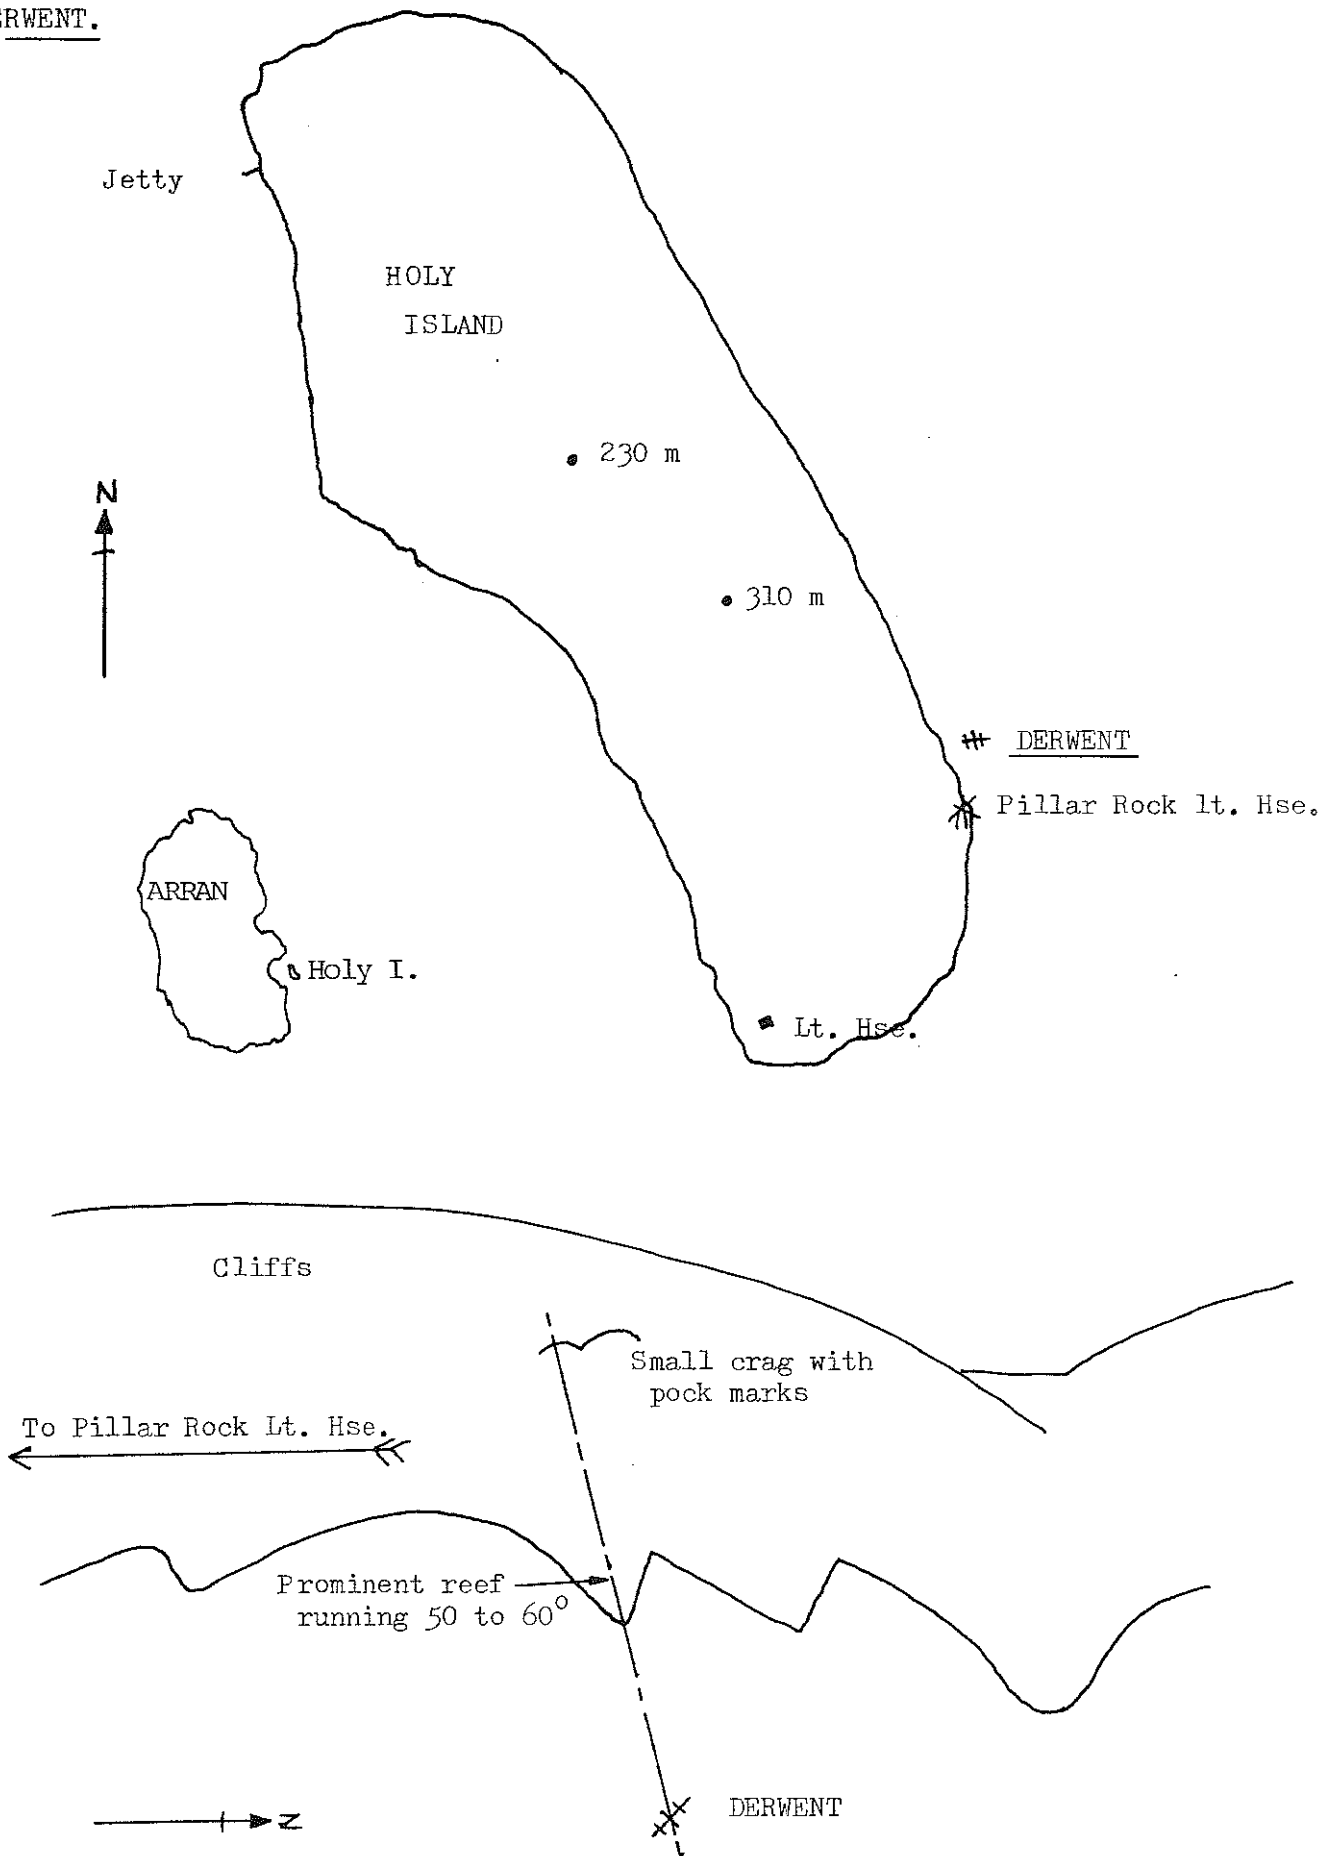 ERWENT.
Jetty
HOLY
ISLAND
230 m
N
310 m
DERWENT
Pillar Rock lt. Hse.
ARRAN
Holy I.
Lt. Hse.
Cliffs
Small crag with
pock marks
To Pillar Rock Lt. Hse.
Prominent reef
running 50 to 60°
N
DERWENT